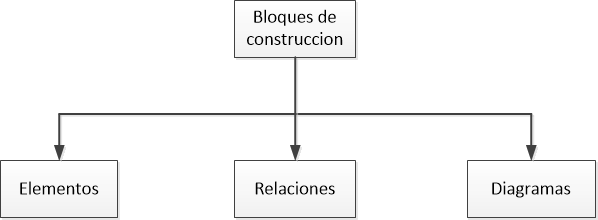 Bloques de
construccion
Elementos
Relaciones
Diagramas